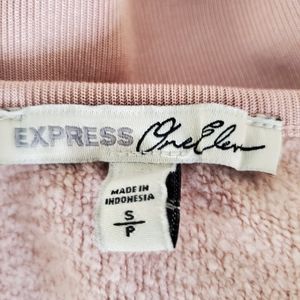 EXPRESS One Eleven
MADE IN
INDONESIA
S
P